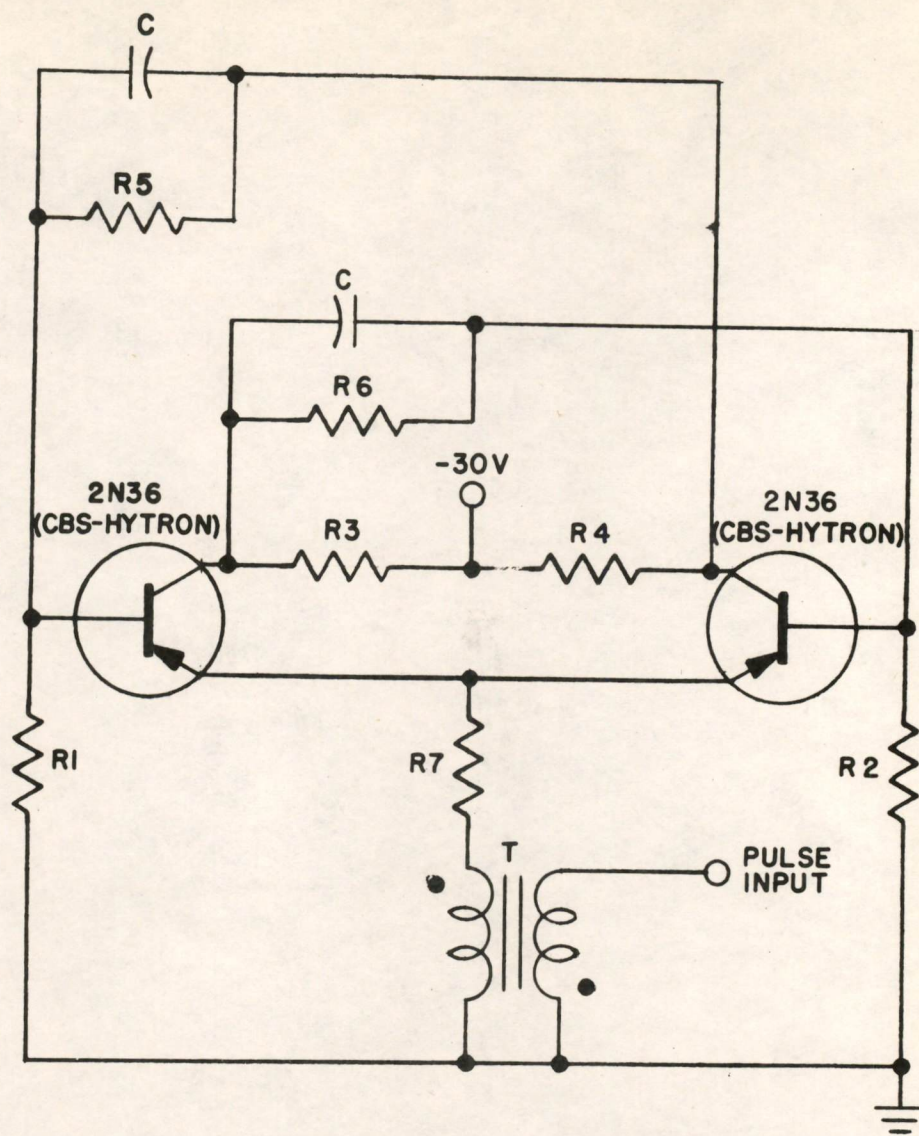 C
R5
C
R6
-30V
2N36
(CBS-HYTRON)
R3
R4
2N36
(CBS-HYTRON)
R1
R7
R2
T
PULSE
INPUT